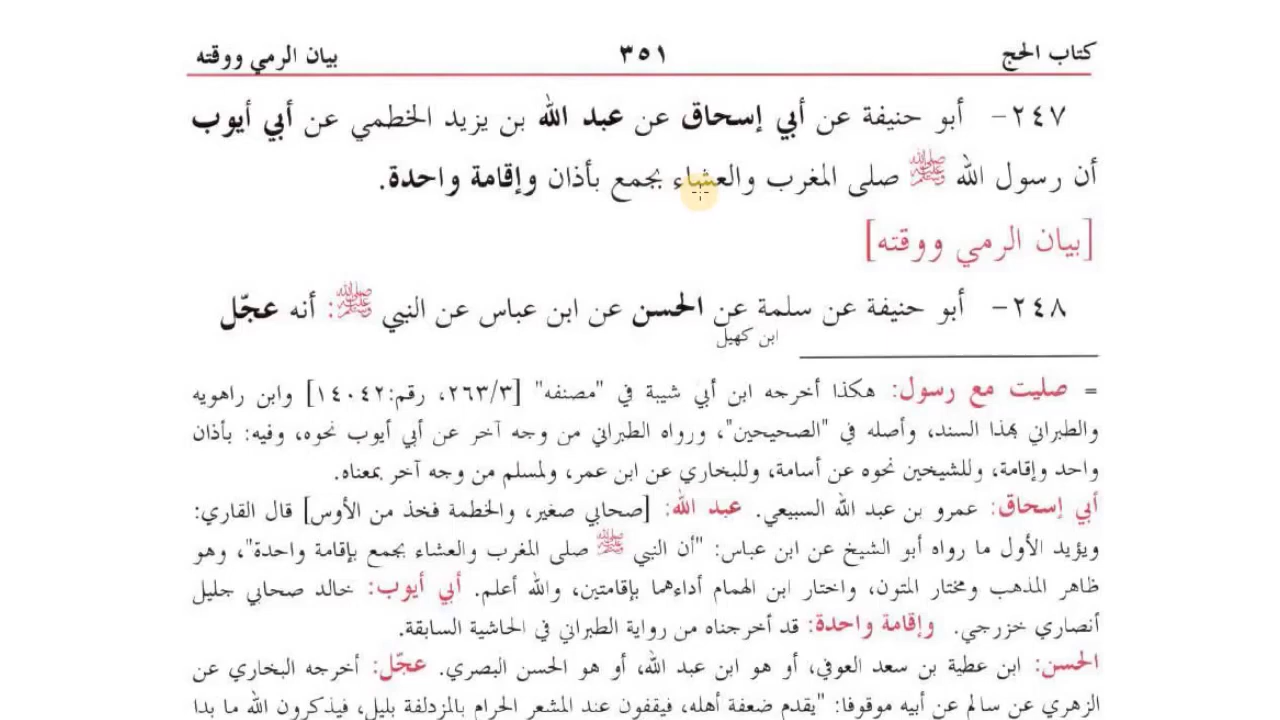 كتاب الحج ٣٥١ بيان الرمي ووقته
٢٤٧- أبو حنيفة عن أبي إسحاق عن عبد الله بن يزيد الخطمي عن أبي أيوب
أن رسول الله ﷺ صلى المغرب والعشاء بجمع بأذان وإقامة واحدة.
[بيان الرمي ووقته]
٢٤٨- أبو حنيفة عن سلمة عن الحسن عن ابن عباس عن النبي ﷺ: أنه عجّل
ابن كهيل
= صليت مع رسول: هكذا أخرجه ابن أبي شيبة في "مصنفه" [٢٦٣/٣، رقم:١٤٠٤٢] وابن راهويه
والطبراني بهذا السند، وأصله في "الصحيحين"، ورواه الطبراني من وجه آخر عن أبي أيوب نحوه، وفيه: بأذان
واحد وإقامة، وللشيخين نحوه عن أسامة، وللبخاري عن ابن عمر، ولمسلم من وجه آخر بمعناه.
أبي إسحاق: عمرو بن عبد الله السبيعي. عبد الله: [صحابي صغير، والخطمة فخذ من الأوس] قال القاري:
ويؤيد الأول ما رواه أبو الشيخ عن ابن عباس: "أن النبي ﷺ صلى المغرب والعشاء بجمع بإقامة واحدة"، وهو
ظاهر المذهب ومختار المتون، واختار ابن الهمام أداءهما بإقامتين، والله أعلم. أبي أيوب: خالد صحابي جليل
أنصاري خزرجي. وإقامة واحدة: قد أخرجناه من رواية الطبراني في الحاشية السابقة.
الحسن: ابن عطية بن سعد العوفي، أو هو ابن عبد الله، أو هو الحسن البصري. عجّل: أخرجه البخاري عن
الزهري عن سالم عن أبيه موقوفا: "يقدم ضعفة أهله، فيقفون عند المشعر الحرام بالمزدلفة بليل، فيذكرون الله ما بدا